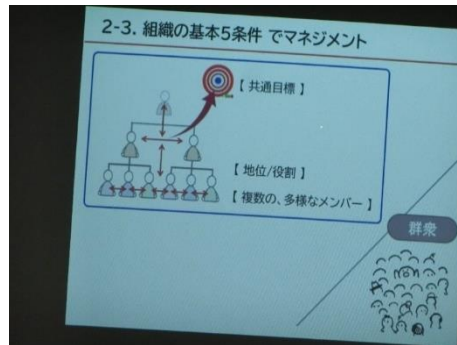 2-3. 組織の基本5条件 でマネジメント
【 共通目標 】
【 地位/役割 】
【 複数の、多様なメンバー 】
群衆